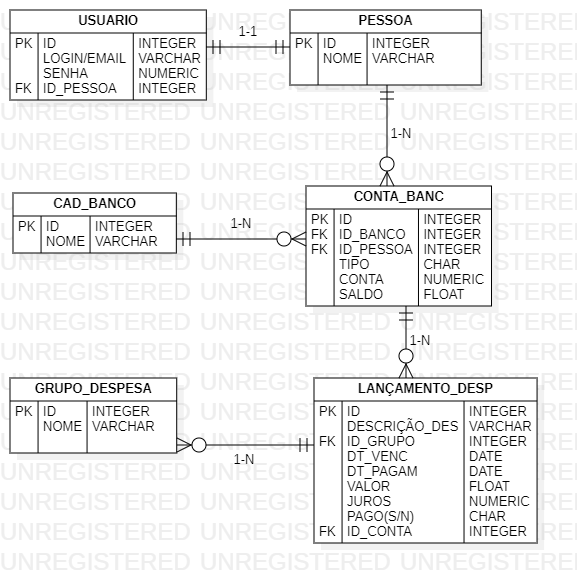 USUARIO
PK ID INTEGER
LOGIN/EMAIL VARCHAR
SENHA NUMERIC
FK ID_PESSOA INTEGER
1-1
PESSOA
PK ID INTEGER
NOME VARCHAR
1-N
CAD_BANCO
PK ID INTEGER
NOME VARCHAR
1-N
CONTA_BANC
PK ID INTEGER
FK ID_BANCO INTEGER
FK ID_PESSOA INTEGER
TIPO CHAR
CONTA NUMERIC
SALDO FLOAT
1-N
GRUPO_DESPESA
PK ID INTEGER
NOME VARCHAR
1-N
LANÇAMENTO_DESP
PK ID INTEGER
DESCRIÇÃO_DES VARCHAR
FK ID_GRUPO INTEGER
DT_VENC DATE
DT_PAGAM DATE
VALOR FLOAT
JUROS NUMERIC
PAGO(S/N) CHAR
FK ID_CONTA INTEGER
UNREGISTERED